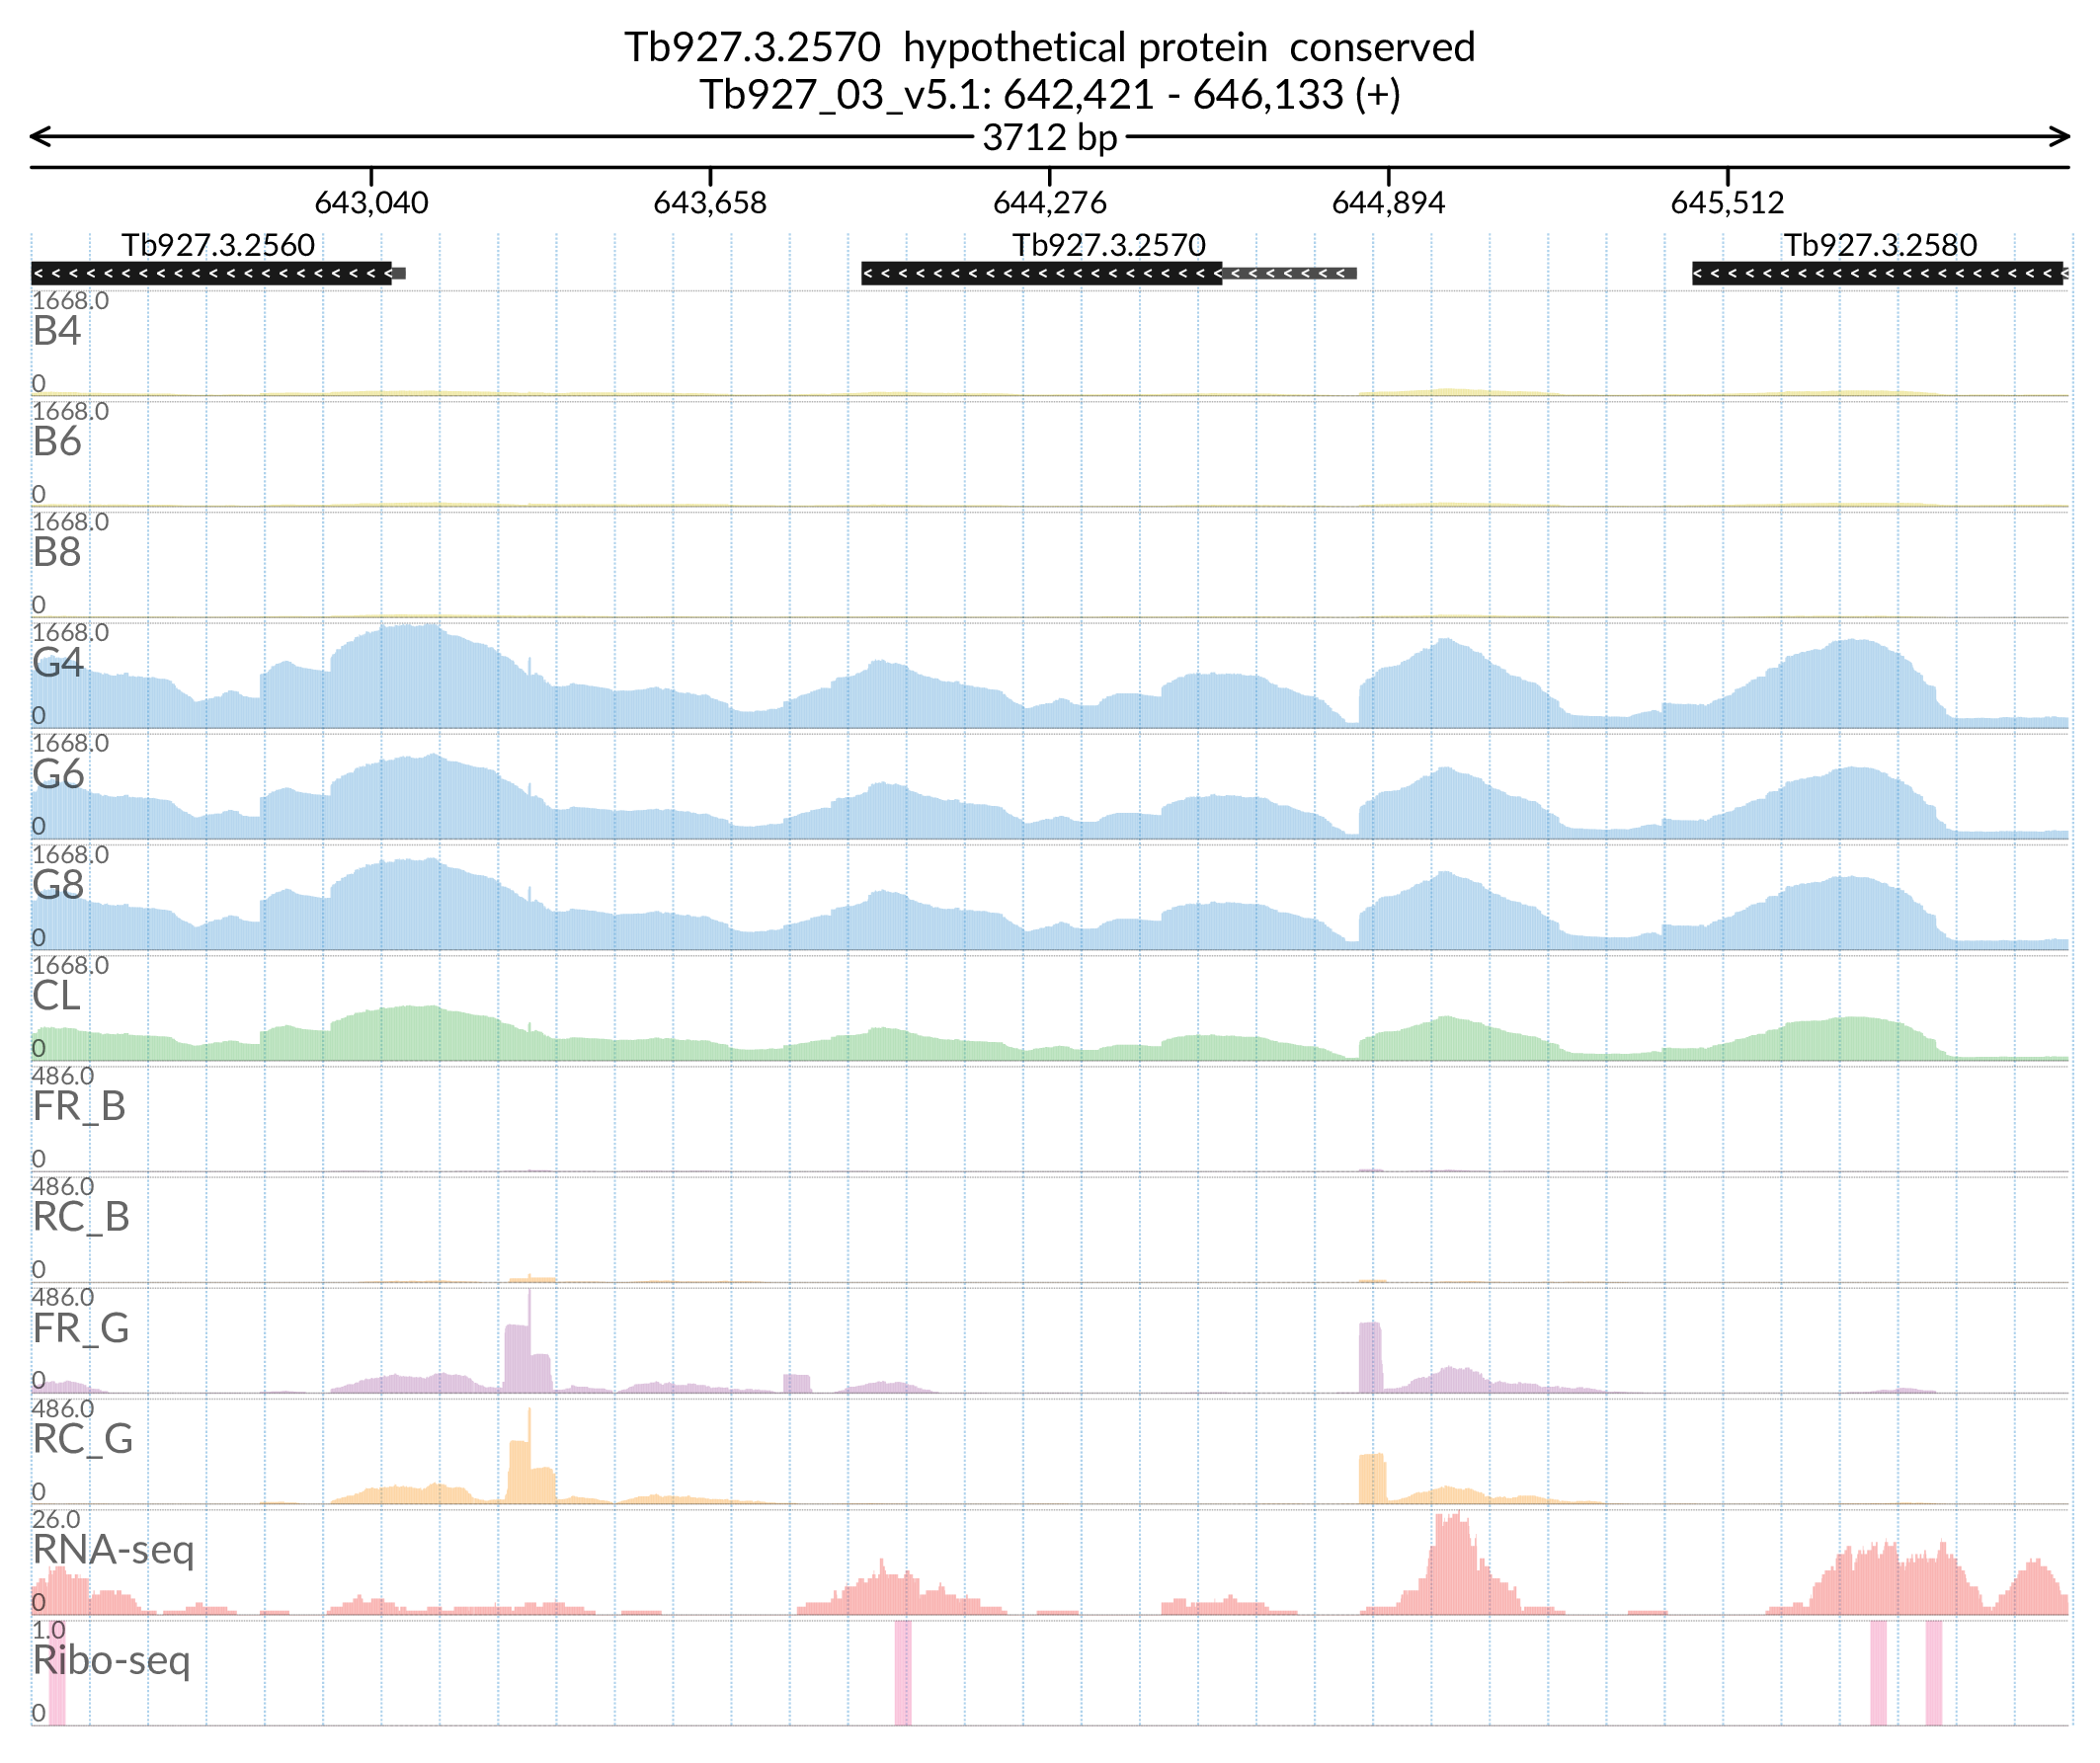 Tb927.3.2570 hypothetical protein conserved
Tb927_03_v5.1: 642,421 - 646,133 (+)
3712 bp
643,040 643,658 644,276 644,894 645,512
Tb927.3.2560 Tb927.3.2570 Tb927.3.2580
1668.0
B4
0
1668.0
B6
0
1668.0
B8
0
1668.0
G4
0
1668.0
G6
0
1668.0
G8
0
1668.0
CL
0
486.0
FR_B
0
486.0
RC_B
0
486.0
FR_G
0
486.0
RC_G
0
26.0
RNA-seq
0
1.0
Ribo-seq
0